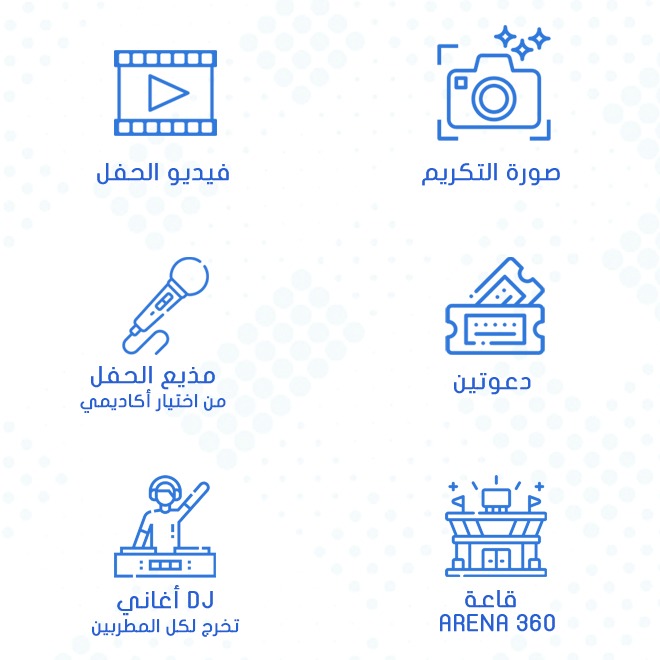 صورة التكريم
فيديو الحفل
دعوتين
مذيع الحفل
من اختيار أكاديمي
قاعة
ARENA 360
DJ أغاني
تخرج لكل المطربين